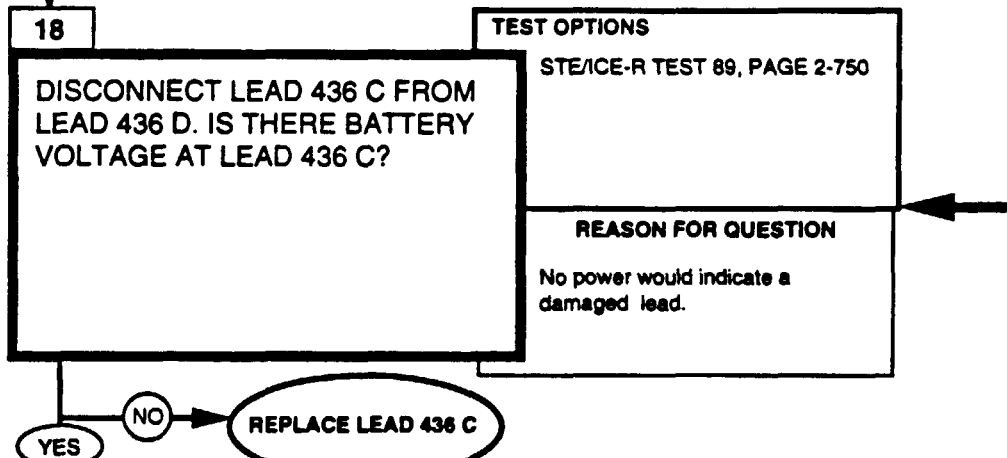 18
DISCONNECT LEAD 436 C FROM
LEAD 436 D. IS THERE BATTERY
VOLTAGE AT LEAD 436 C?
TEST OPTIONS
STE/ICE-R TEST 89, PAGE 2-750
REASON FOR QUESTION
No power would indicate a
damaged lead.
NO
REPLACE LEAD 436 C
YES